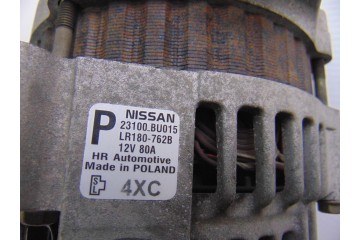 NISSAN
P 23100.BU015
LR180-762B
12V 80A
HR Automotive
Made in POLAND
4XC